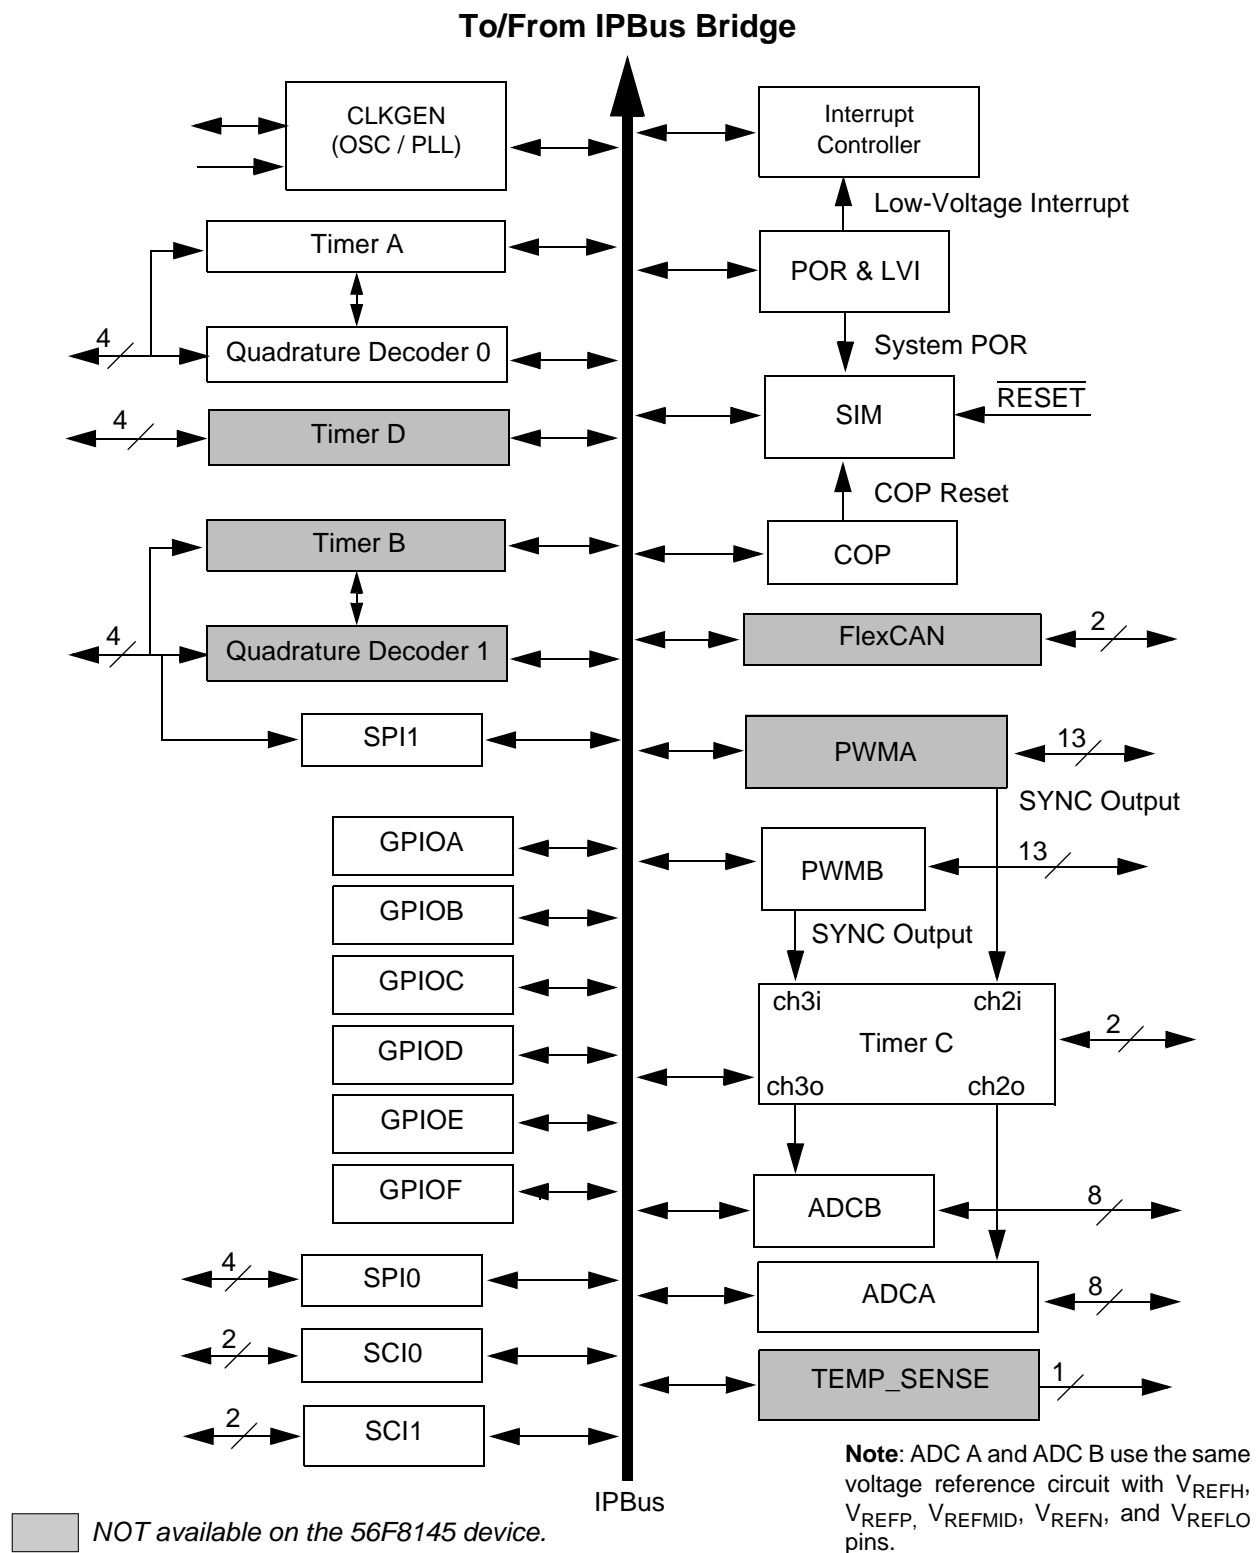 To/From IPBus Bridge
CLKGEN
(OSC / PLL)
Interrupt
Controller
Low-Voltage Interrupt
Timer A
POR & LVI
4
Quadrature Decoder 0
System POR
RESET
SIM
4
Timer D
COP Reset
Timer B
COP
4
Quadrature Decoder 1
FlexCAN
2
SPI1
PWMA
13
SYNC Output
GPIOA
PWMB
13
GPIOB
SYNC Output
GPIOC
ch3i
ch2i
GPIOD
Timer C
2
ch3o
ch2o
GPIOE
GPIOF
ADCB
8
4
SPI0
ADCA
8
2
SCI0
TEMP_SENSE
1
2
SCI1
IPBus
Note: ADC A and ADC B use the same
voltage reference circuit with VREFH,
VREFP, VREFMID, VREFN, and VREFLO
pins.
NOT available on the 56F8145 device.